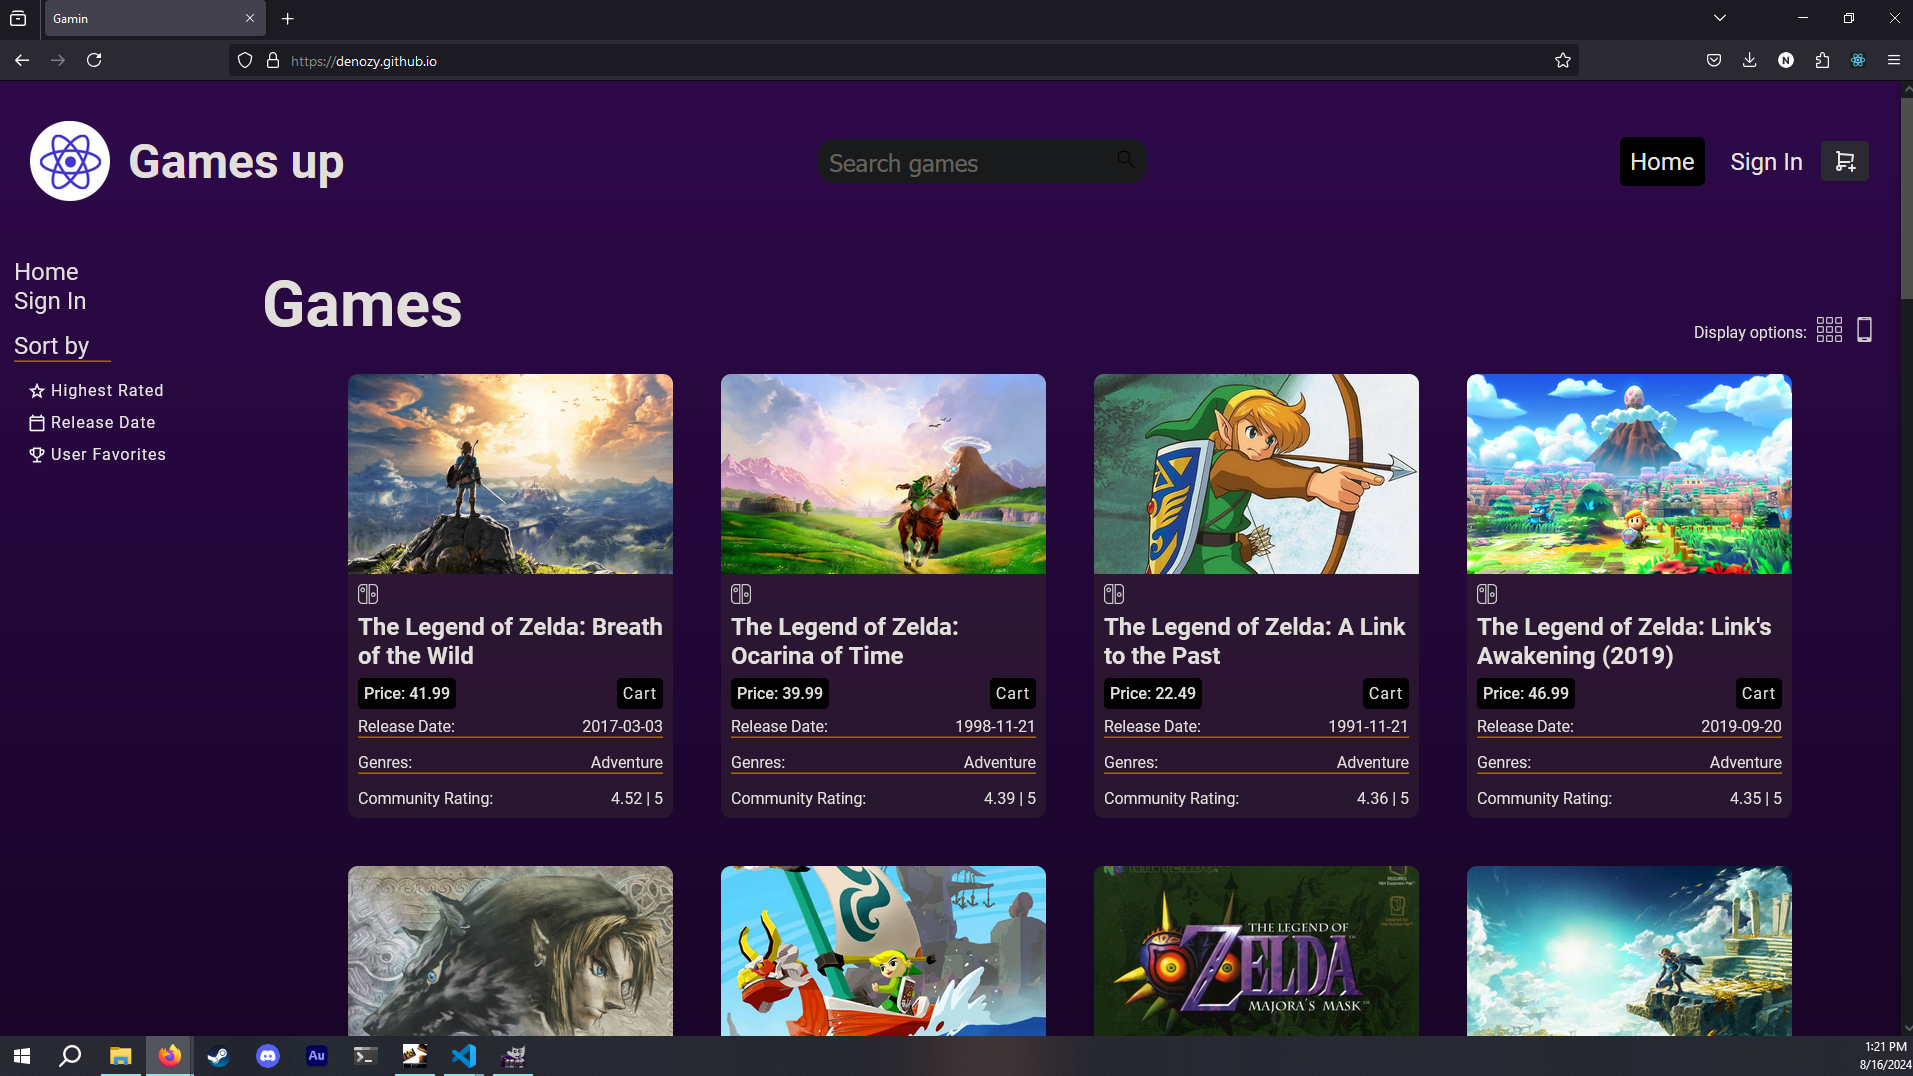 Gamin
https://denozy.github.io
N
Games up
Search games
Home
Sign In
Home
Sign In
Sort by
Highest Rated
Release Date
User Favorites
Games
Display options:
The Legend of Zelda: Breath
of the Wild
Price: 41.99
Cart
Release Date:
2017-03-03
Genres:
Adventure
Community Rating:
4.52 | 5
The Legend of Zelda:
Ocarina of Time
Price: 39.99
Cart
Release Date:
1998-11-21
Genres:
Adventure
Community Rating:
4.39 | 5
The Legend of Zelda: A Link
to the Past
Price: 22.49
Cart
Release Date:
1991-11-21
Genres:
Adventure
Community Rating:
4.36 | 5
The Legend of Zelda: Link's
Awakening (2019)
Price: 46.99
Cart
Release Date:
2019-09-20
Genres:
Adventure
Community Rating:
4.35 | 5
THE LEGEND OF
ZELDA
MAJORA'S MASK
Au
1:21 PM
8/16/2024